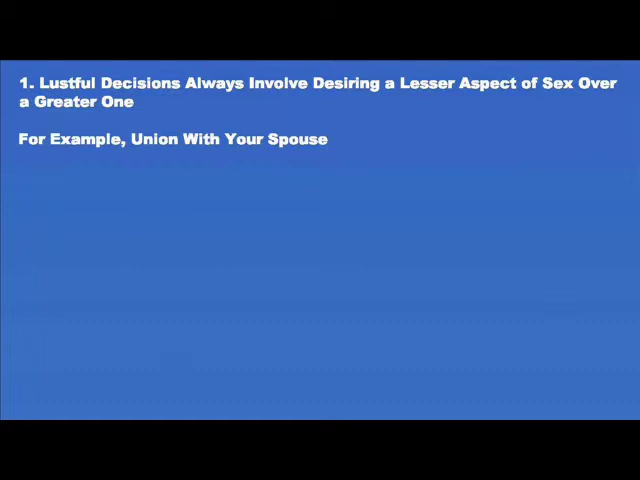 1. Lustful Decisions Always Involve Desiring a Lesser Aspect of Sex Over
a Greater One
For Example, Union With Your Spouse